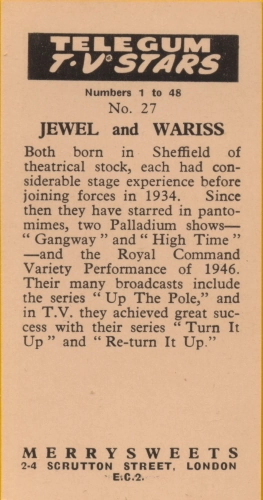 TELEGUM
T.V. STARS
Numbers 1 to 48
No. 27
JEWEL and WARISS
Both born in Sheffield of
theatrical stock, each had con-
siderable stage experience before
joining forces in 1934. Since
then they have starred in panto-
mimes, two Palladium shows—
“ Gangway ” and “ High Time ”
—and the Royal Command
Variety Performance of 1946.
Their many broadcasts include
the series “ Up The Pole,” and
in T.V. they achieved great suc-
cess with their series “ Turn It
Up ” and “ Re-turn It Up.”
MERRYSWEETS
2-4 SCRUTTON STREET, LONDON
E.C.2.